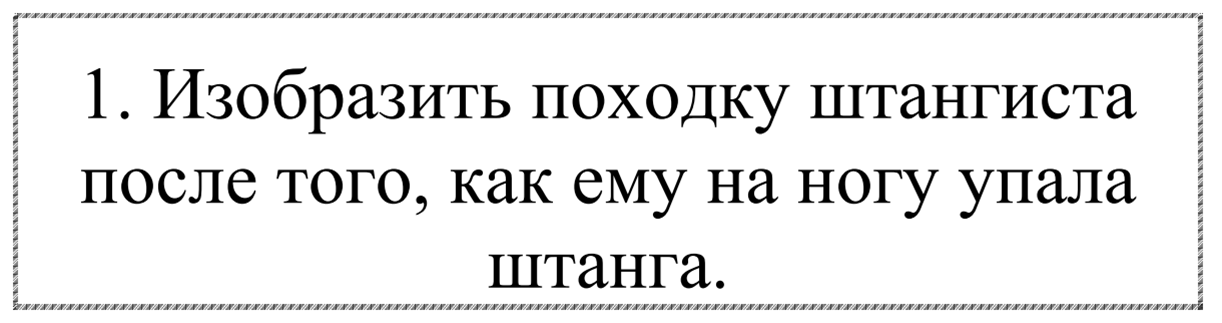 1. Изобразить походку штангиста
после того, как ему на ногу упала
штанга.